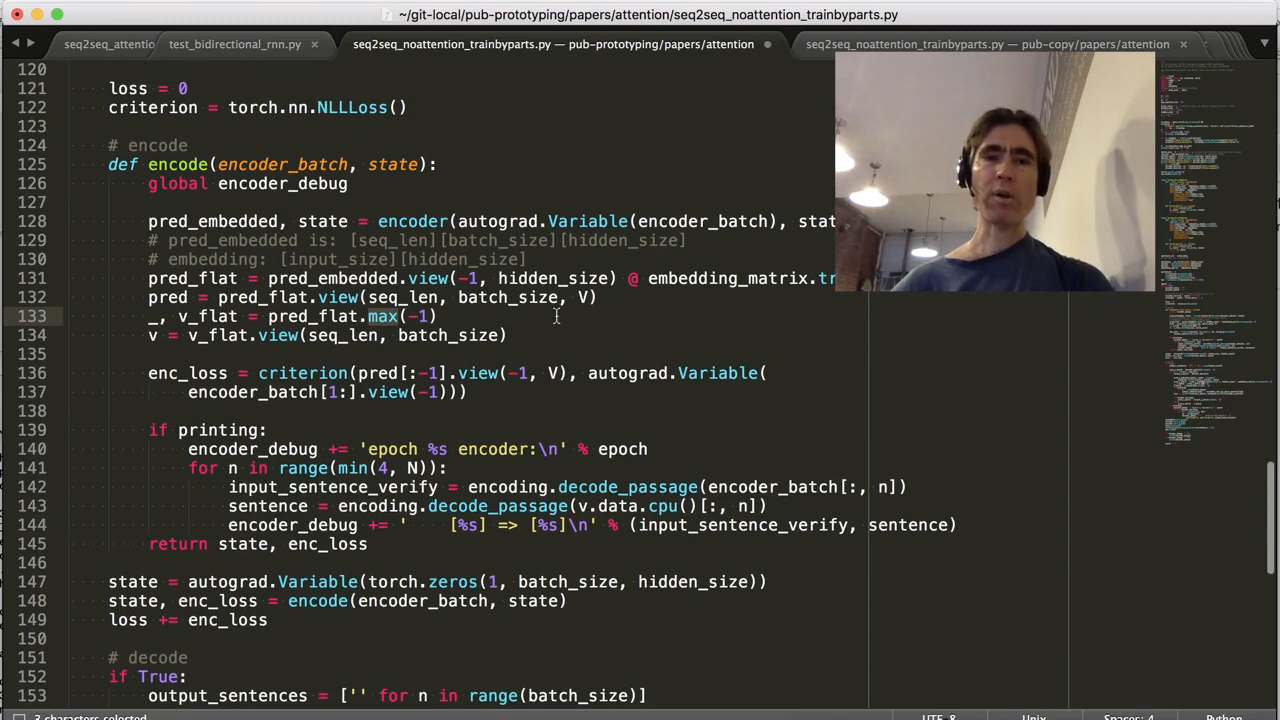 ~/git-local/pub-prototyping/papers/attention/seq2seq_noattention_trainbyparts.py
seq2seq_attentio test_bidirectional_rnn.py × seq2seq_noattention_trainbyparts.py — pub-prototyping/papers/attention seq2seq_noattention_trainbyparts.py — pub-copy/papers/attention ×
120
121 loss = 0
122 criterion = torch.nn.NLLLoss()
123
124 # encode
125 def encode(encoder_batch, state):
126 global encoder_debug
127
128 pred_embedded, state = encoder(autograd.Variable(encoder_batch), stat
129 # pred_embedded is: [seq_len][batch_size][hidden_size]
130 # embedding: [input_size][hidden_size]
131 pred_flat = pred_embedded.view(-1, hidden_size) @ embedding_matrix.tr
132 pred = pred_flat.view(seq_len, batch_size, V)
133 _, v_flat = pred_flat.max(-1)
134 v = v_flat.view(seq_len, batch_size)
135
136 enc_loss = criterion(pred[:-1].view(-1, V), autograd.Variable(
137 encoder_batch[1:].view(-1)))
138
139 if printing:
140 encoder_debug += 'epoch %s encoder:\n' % epoch
141 for n in range(min(4, N)):
142 input_sentence_verify = encoding.decode_passage(encoder_batch[:, n])
143 sentence = encoding.decode_passage(v.data.cpu()[:, n])
144 encoder_debug += '    [%s] => [%s]\n' % (input_sentence_verify, sentence)
145 return state, enc_loss
146
147 state = autograd.Variable(torch.zeros(1, batch_size, hidden_size))
148 state, enc_loss = encode(encoder_batch, state)
149 loss += enc_loss
150
151 # decode
152 if True:
153 output_sentences = ['' for n in range(batch_size)]
3 characters selected UTF-8 Unix Spaces: 4 Python